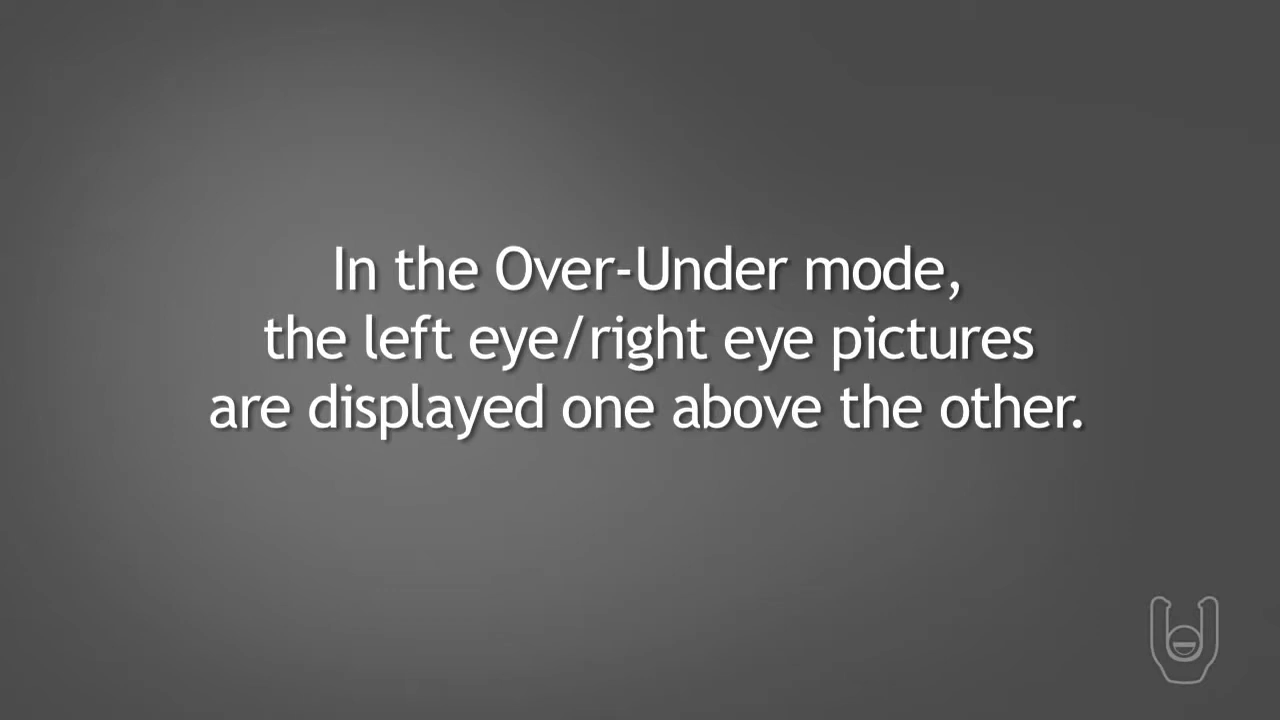 In the Over-Under mode,
the left eye/right eye pictures
are displayed one above the other.